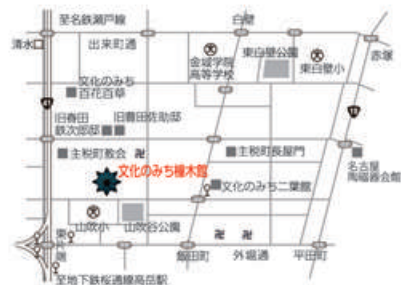 至名鉄瀬戸線
白壁
清水
出来町通
金城学院
高等学校
東白壁公園
東白壁小
赤塚
文化のみち
百花百草
41
19
旧春田
鉄次郎邸
旧豊田佐助邸
主税町教会
卍
文化のみち橦木館
主税町長屋門
名古屋
陶磁器会館
文化のみち二葉館
山吹小
山吹谷公園
東片端
飯田町
卍
卍
外堀通
平田町
至地下鉄桜通線高岳駅